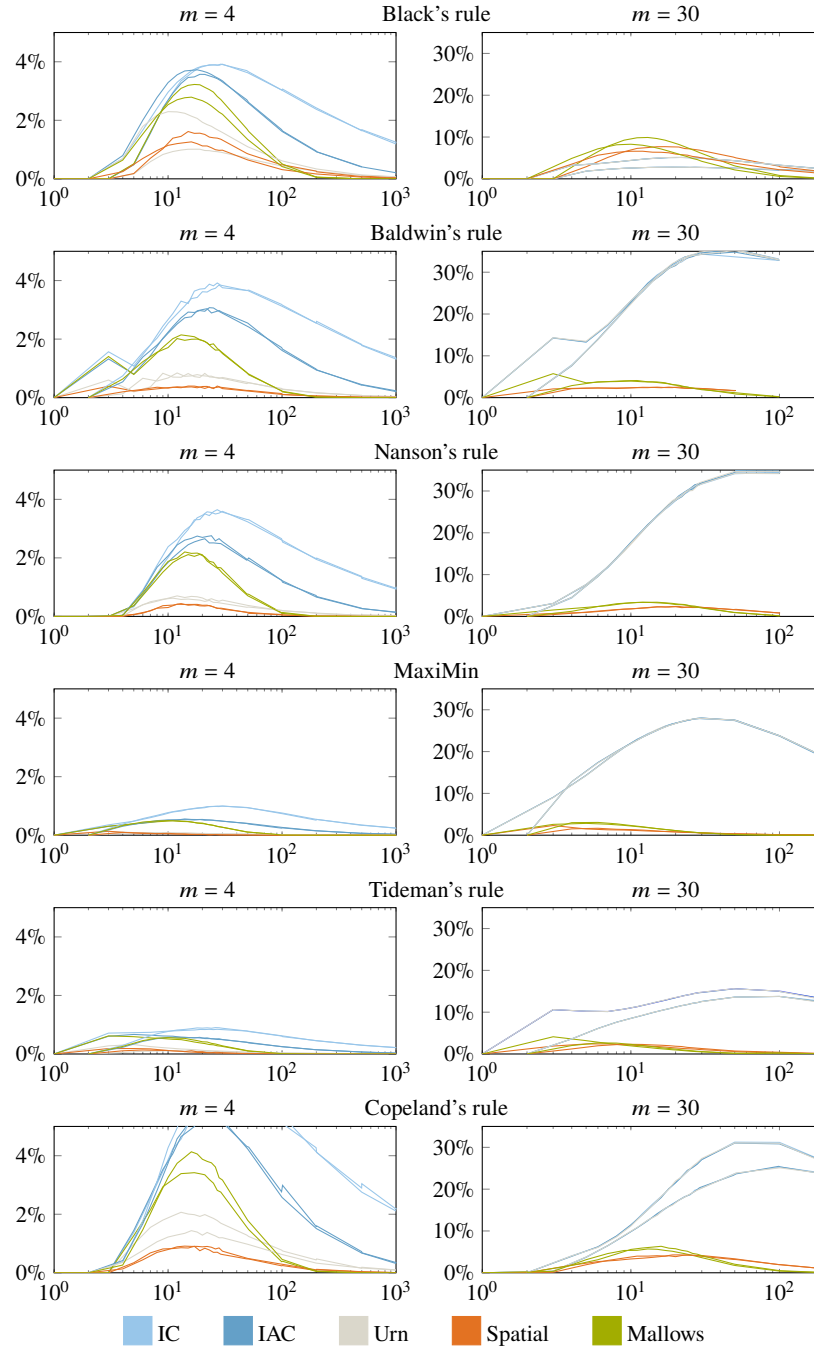 m = 4 Black's rule m = 30
4% 30%
2% 20%
10%
0% 0%
10^0 10^1 10^2 10^3 10^0 10^1 10^2
Baldwin's rule
m = 4 m = 30
4% 30%
20%
2%
10%
0% 0%
10^0 10^1 10^2 10^3 10^0 10^1 10^2
Nanson's rule
m = 4 m = 30
4% 30%
20%
2%
10%
0% 0%
10^0 10^1 10^2 10^3 10^0 10^1 10^2
m = 4 MaxiMin m = 30
4% 30%
20%
2%
10%
0% 0%
10^0 10^1 10^2 10^3 10^0 10^1 10^2
m = 4 Tideman's rule m = 30
4% 30%
20%
2%
10%
0% 0%
10^0 10^1 10^2 10^3 10^0 10^1 10^2
m = 4 Copeland's rule m = 30
4% 30%
20%
2%
10%
0% 0%
10^0 10^1 10^2 10^3 10^0 10^1 10^2
IC IAC Urn Spatial Mallows